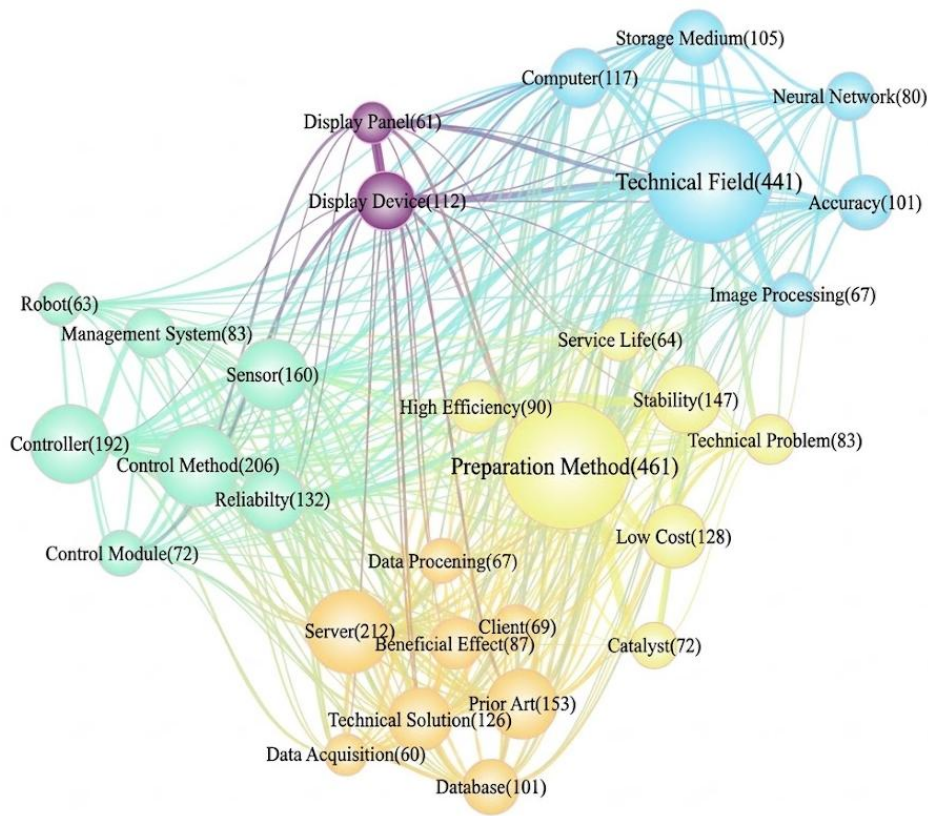 Storage Medium(105)
Computer(117)
Neural Network(80)
Display Panel(61)
Technical Field(441)
Display Device(112)
Accuracy(101)
Image Processing(67)
Robot(63)
Management System(83)
Service Life(64)
Sensor(160)
High Efficiency(90)
Stability(147)
Controller(192)
Technical Problem(83)
Control Method(206)
Preparation Method(461)
Reliabilty(132)
Low Cost(128)
Control Module(72)
Data Procening(67)
Server(212)
Client(69)
Beneficial Effect(87)
Catalyst(72)
Prior Art(153)
Technical Solution(126)
Data Acquisition(60)
Database(101)